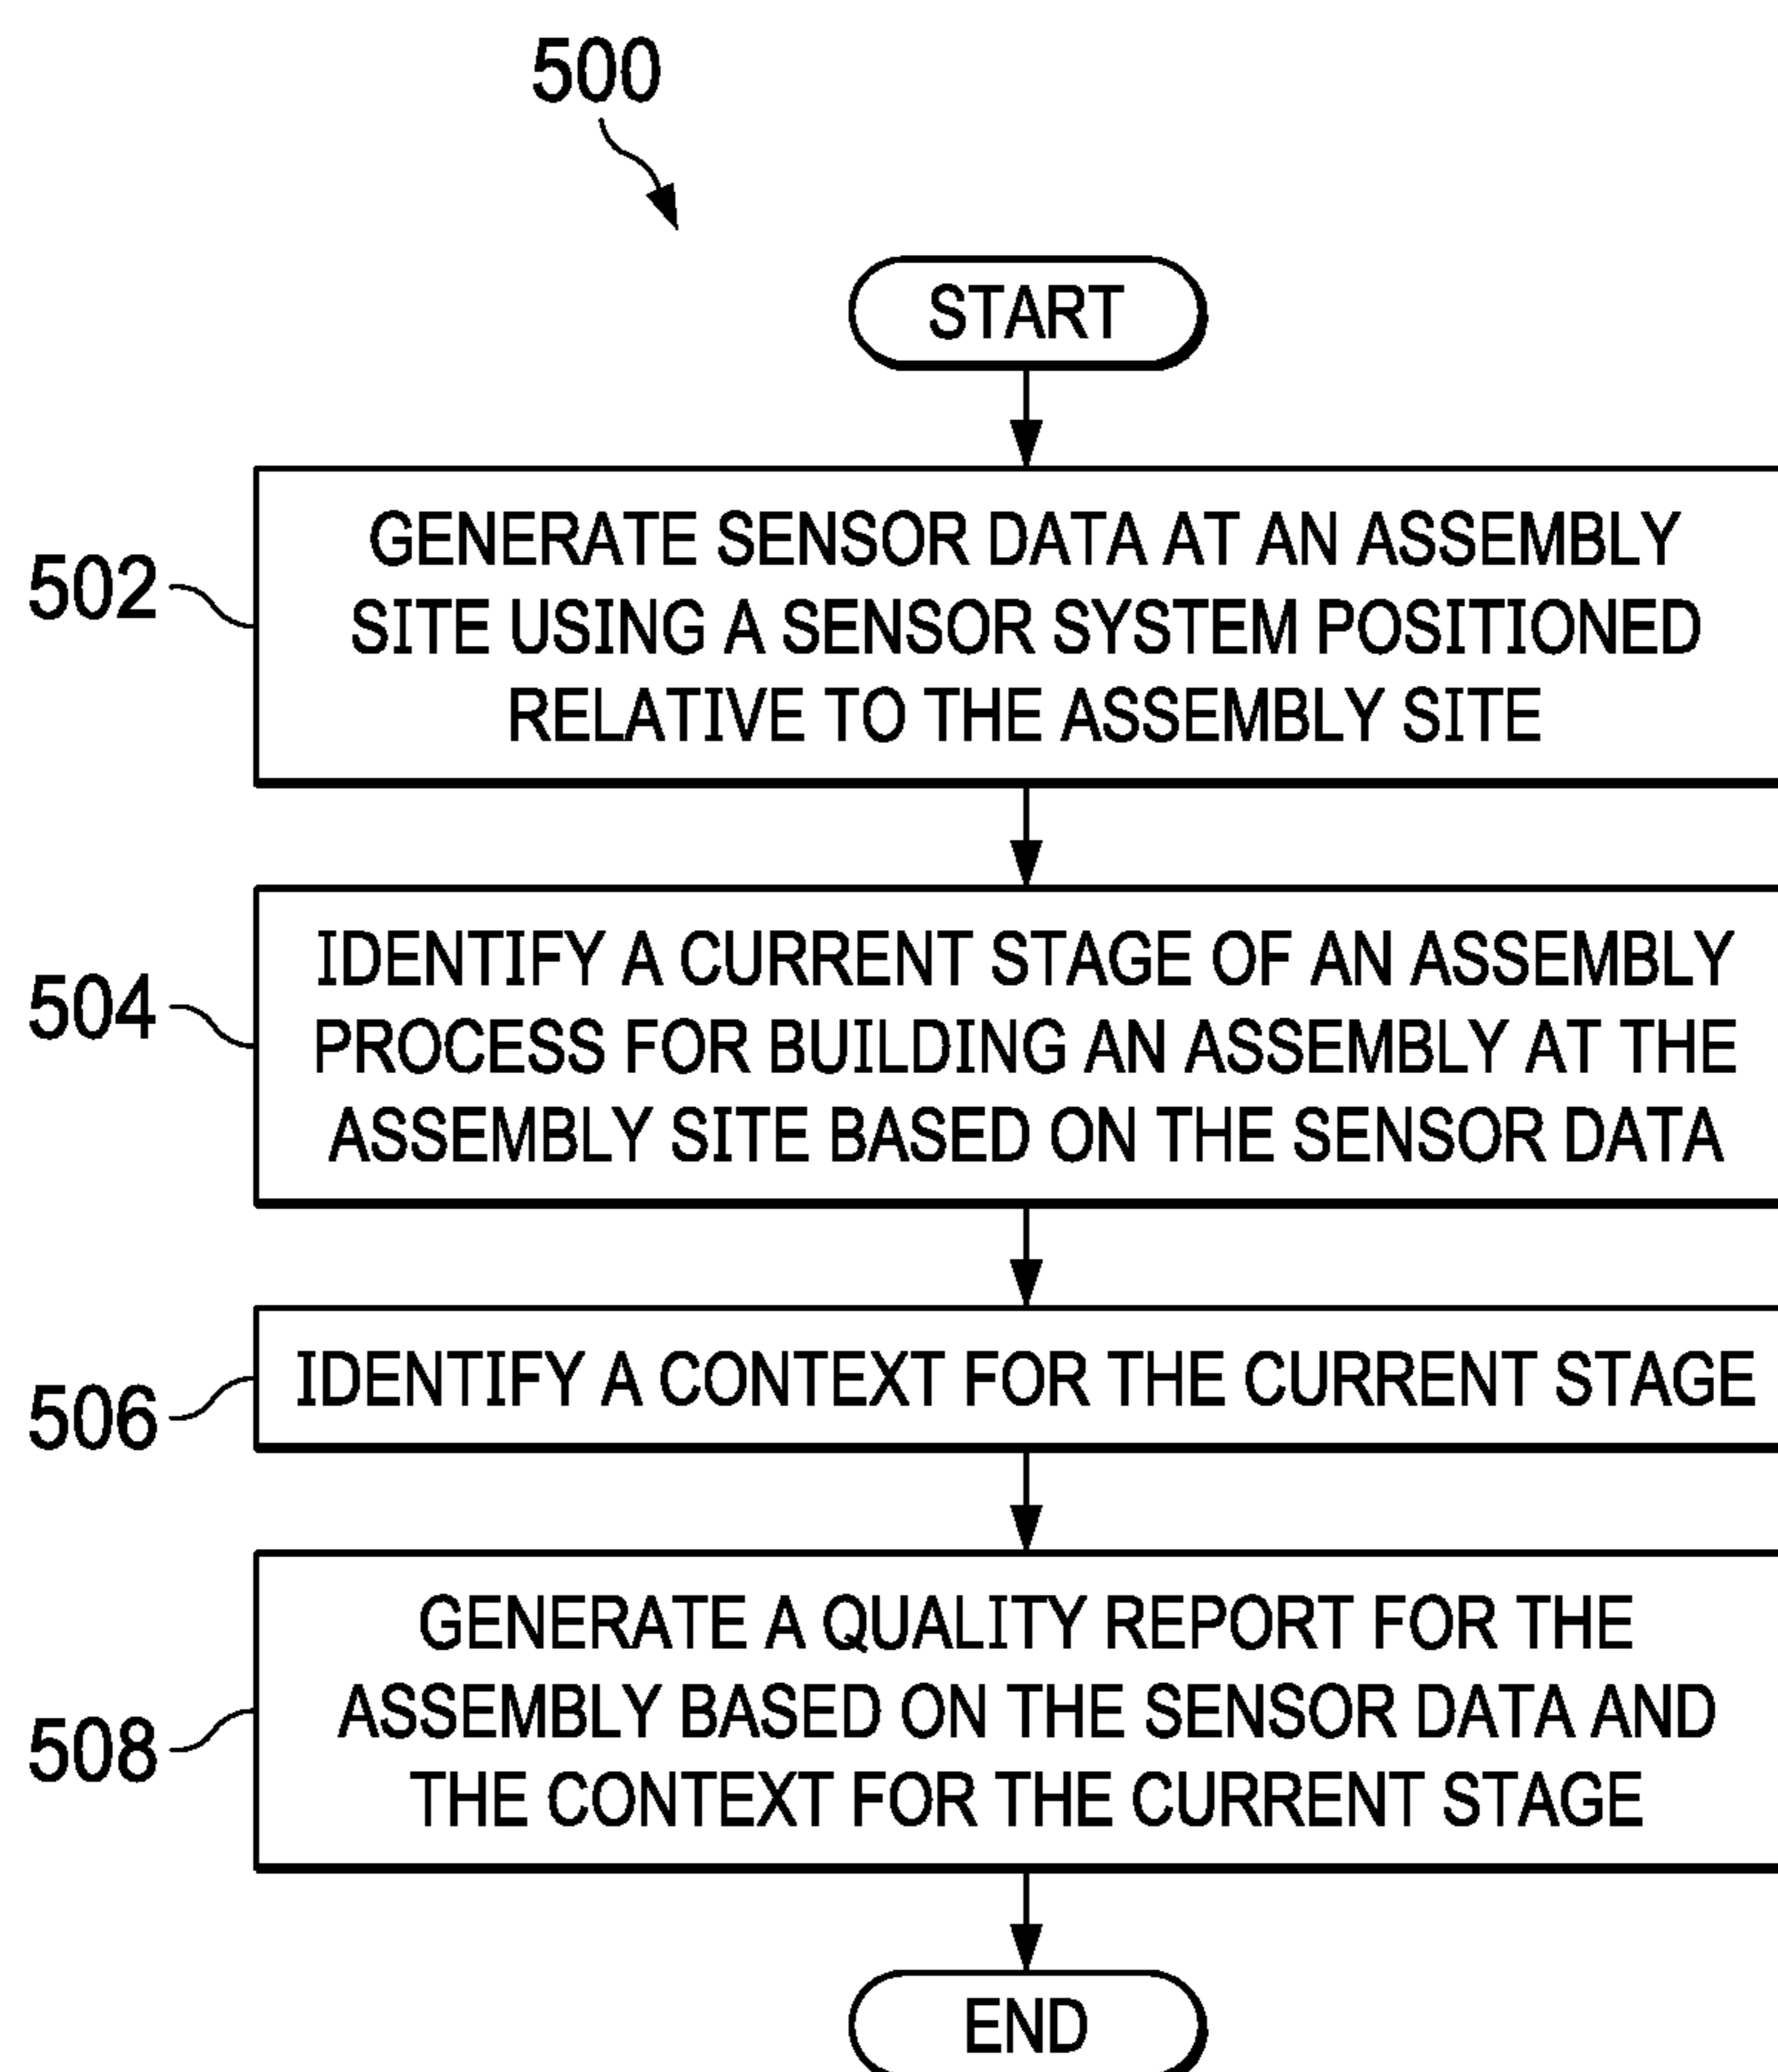 500
START
502
GENERATE SENSOR DATA AT AN ASSEMBLY
SITE USING A SENSOR SYSTEM POSITIONED
RELATIVE TO THE ASSEMBLY SITE
504
IDENTIFY A CURRENT STAGE OF AN ASSEMBLY
PROCESS FOR BUILDING AN ASSEMBLY AT THE
ASSEMBLY SITE BASED ON THE SENSOR DATA
506
IDENTIFY A CONTEXT FOR THE CURRENT STAGE
508
GENERATE A QUALITY REPORT FOR THE
ASSEMBLY BASED ON THE SENSOR DATA AND
THE CONTEXT FOR THE CURRENT STAGE
END